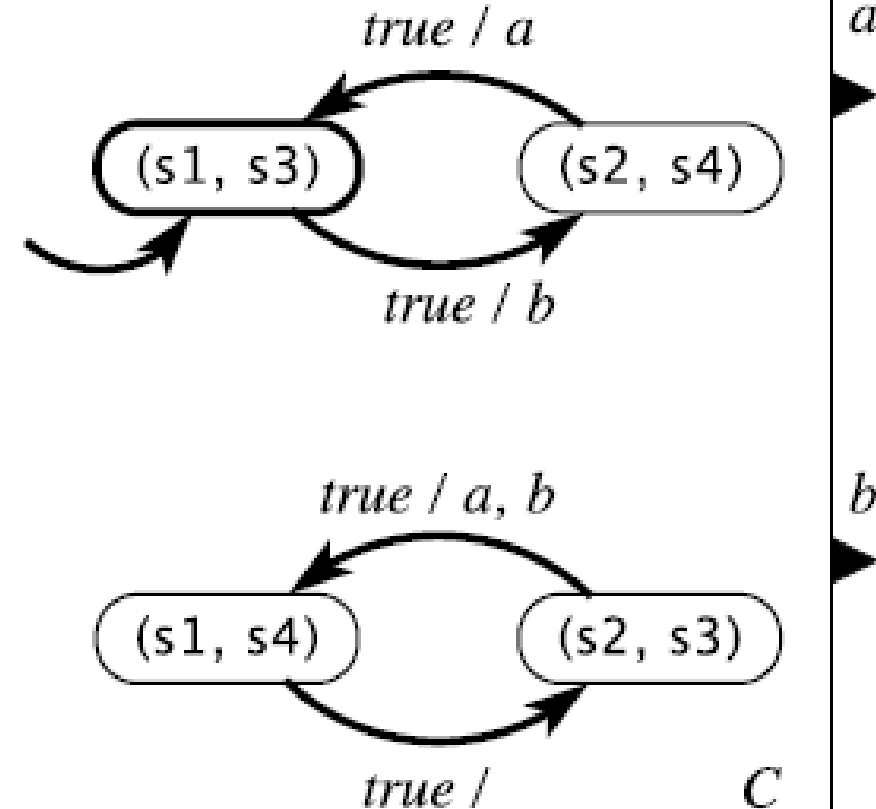 true / a
a
(s1, s3)
(s2, s4)
true / b
true / a, b
b
(s1, s4)
(s2, s3)
true /
C